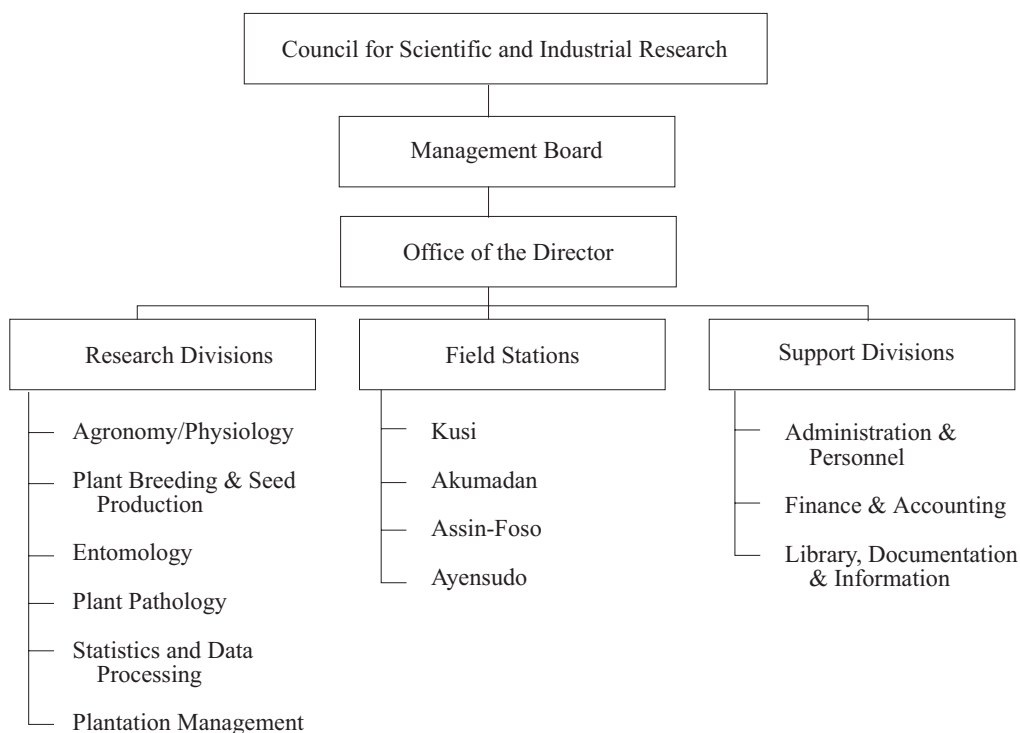 Council for Scientific and Industrial Research
Management Board
Office of the Director
Research Divisions
Agronomy/Physiology
Plant Breeding & Seed
Production
Entomology
Plant Pathology
Statistics and Data
Processing
Plantation Management
Field Stations
Kusi
Akumadan
Assin-Foso
Ayensudo
Support Divisions
Administration &
Personnel
Finance & Accounting
Library, Documentation
& Information